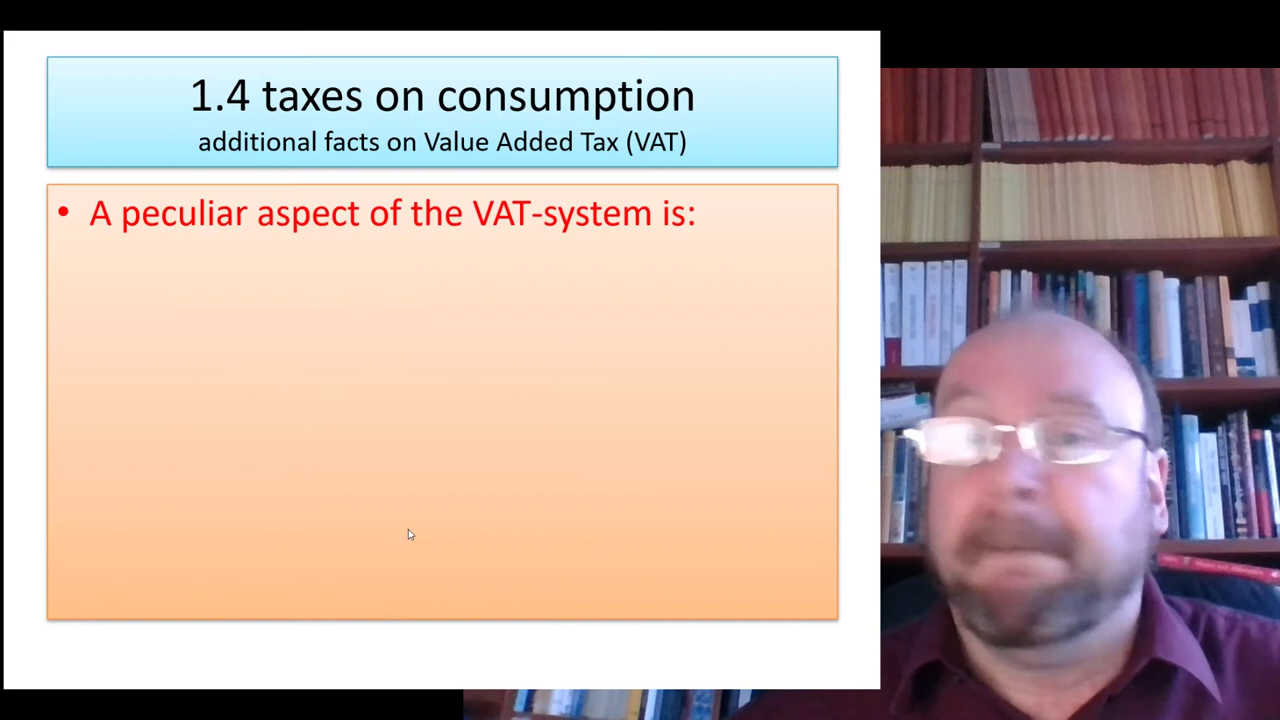 1.4 taxes on consumption
additional facts on Value Added Tax (VAT)
• A peculiar aspect of the VAT-system is: